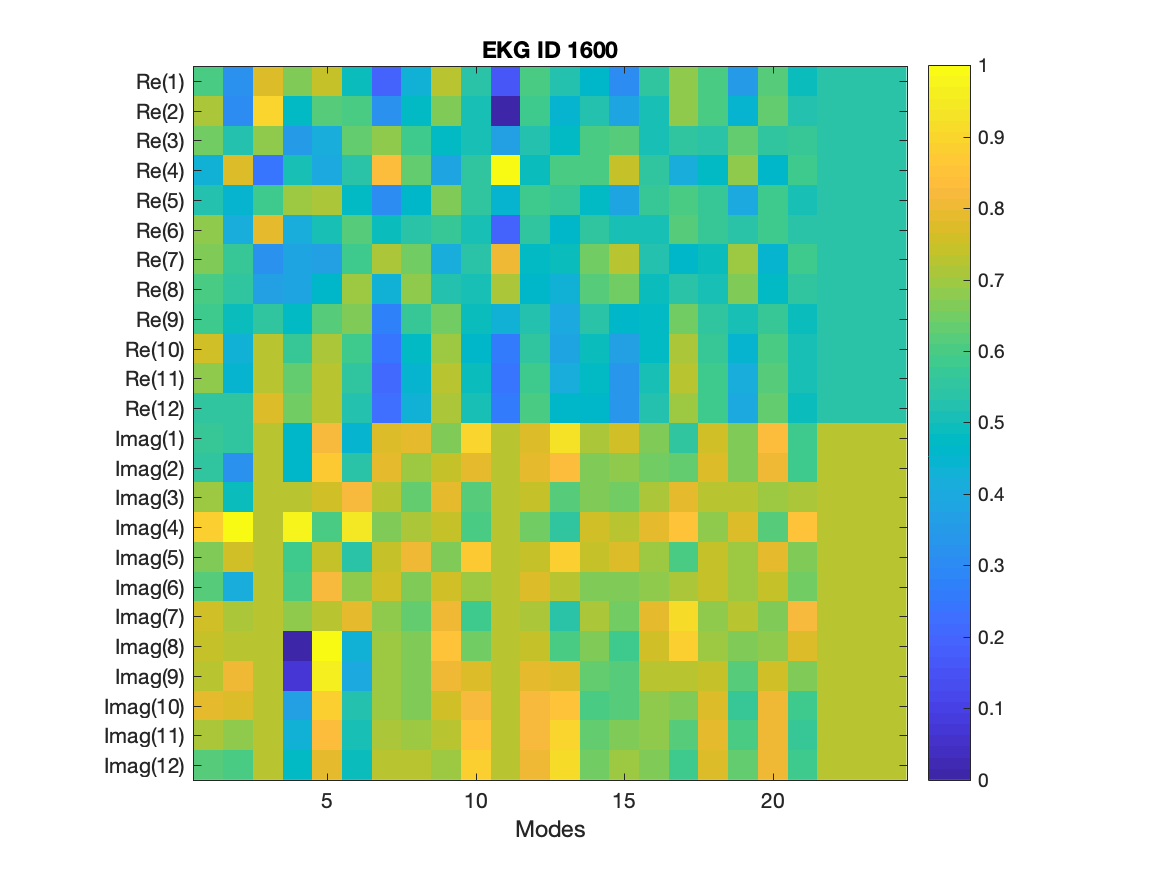 EKG ID 1600
Re(1)
Re(2)
Re(3)
Re(4)
Re(5)
Re(6)
Re(7)
Re(8)
Re(9)
Re(10)
Re(11)
Re(12)
Imag(1)
Imag(2)
Imag(3)
Imag(4)
Imag(5)
Imag(6)
Imag(7)
Imag(8)
Imag(9)
Imag(10)
Imag(11)
Imag(12)
5 10 15 20
Modes
1
0.9
0.8
0.7
0.6
0.5
0.4
0.3
0.2
0.1
0